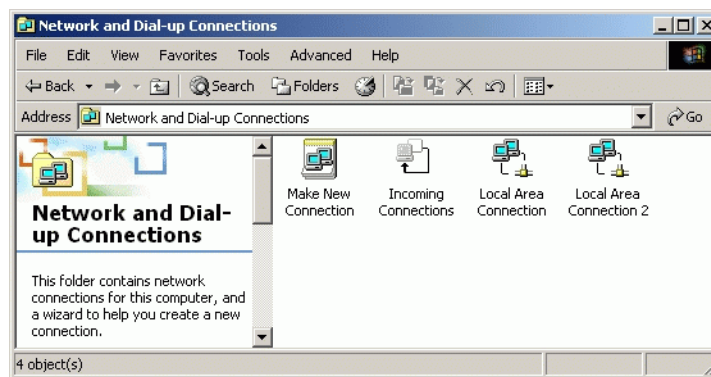 Network and Dial-up Connections
File Edit View Favorites Tools Advanced Help
Back Search Folders
Address Network and Dial-up Connections Go
Make New Connection
Incoming Connections
Local Area Connection
Local Area Connection 2
Network and Dial-
up Connections
This folder contains network
connections for this computer, and
a wizard to help you create a new
connection.
4 object(s)